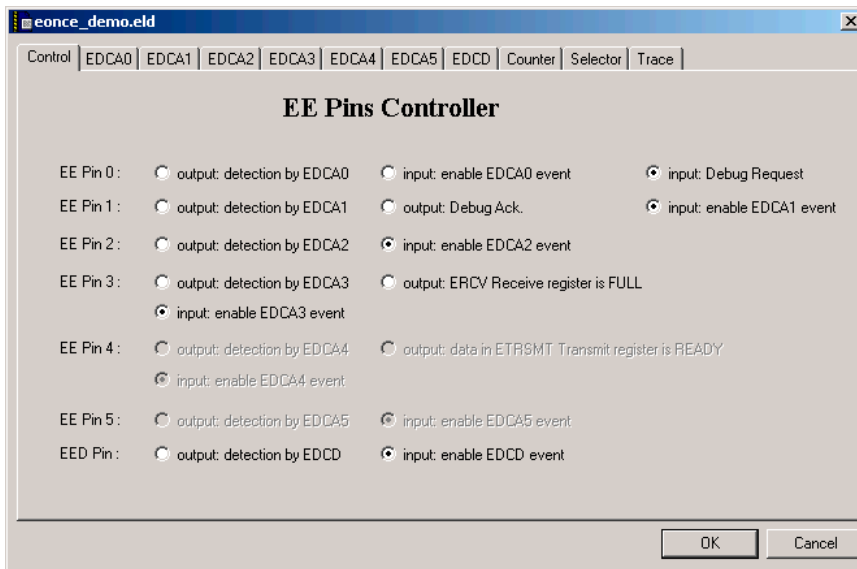 eonce_demo.eld
Control EDCA0 EDCA1 EDCA2 EDCA3 EDCA4 EDCA5 EDCD Counter Selector Trace
EE Pins Controller
EE Pin 0 : output: detection by EDCA0 input: enable EDCA0 event input: Debug Request
EE Pin 1 : output: detection by EDCA1 output: Debug Ack. input: enable EDCA1 event
EE Pin 2 : output: detection by EDCA2 input: enable EDCA2 event
EE Pin 3 : output: detection by EDCA3 output: ERCV Receive register is FULL
input: enable EDCA3 event
EE Pin 4 : output: detection by EDCA4 output: data in ETRSMT Transmit register is READY
input: enable EDCA4 event
EE Pin 5 : output: detection by EDCA5 input: enable EDCA5 event
EED Pin : output: detection by EDCD input: enable EDCD event
OK Cancel